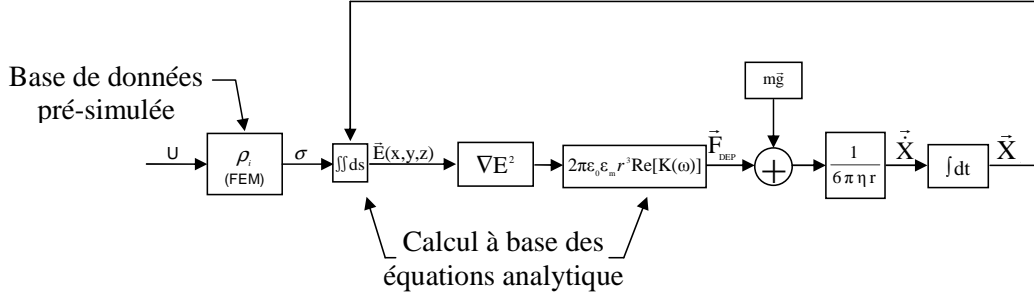 Base de données
pré-simulée
U
ρi
(FEM)
σ
∬ds
E⃗(x,y,z)
∇E²
2πε₀εₘr³Re[K(ω)]
F⃗DEP
mg⃗
+
1
6πηr
Ẋ⃗
∫dt
X⃗
Calcul à base des
équations analytique